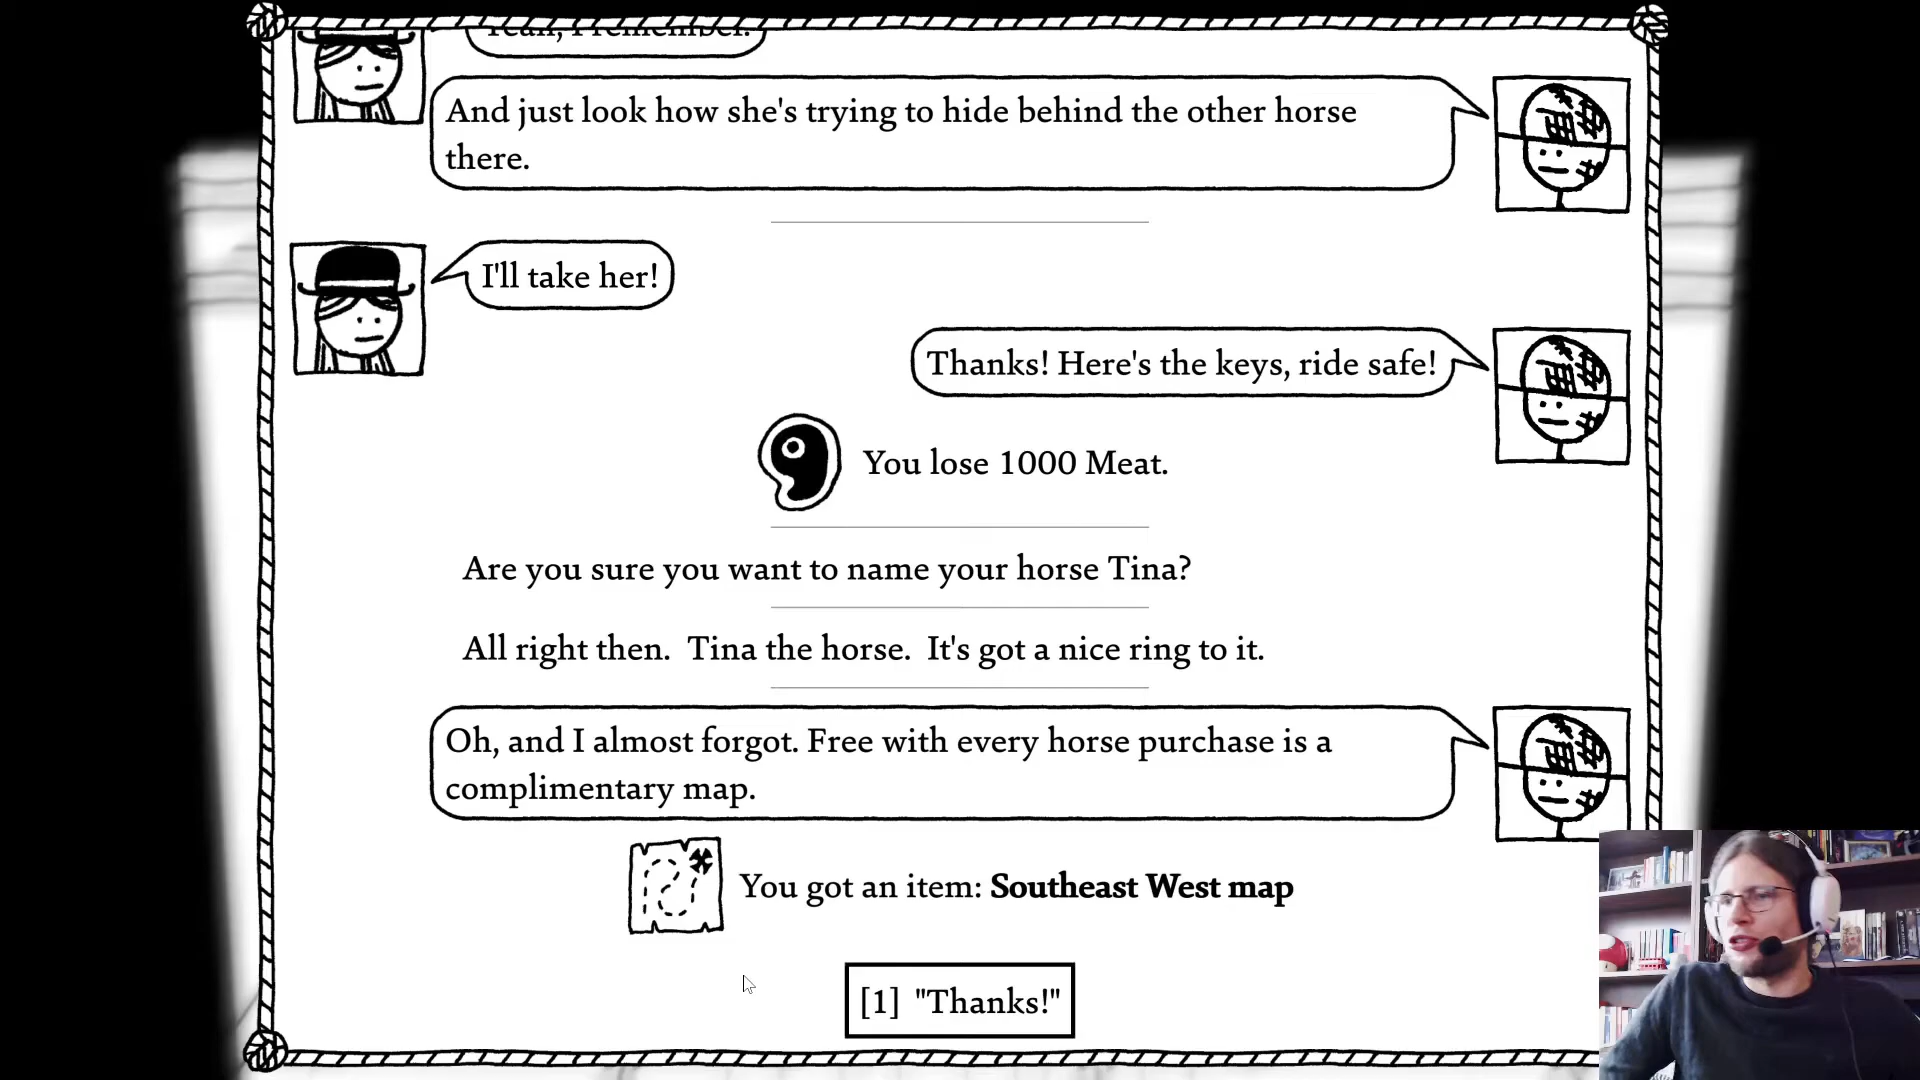 Yeah, I remember.
And just look how she's trying to hide behind the other horse
there.
I'll take her!
Thanks! Here's the keys, ride safe!
You lose 1000 Meat.
Are you sure you want to name your horse Tina?
All right then.  Tina the horse.  It's got a nice ring to it.
Oh, and I almost forgot. Free with every horse purchase is a
complimentary map.
You got an item: Southeast West map
[1] "Thanks!"